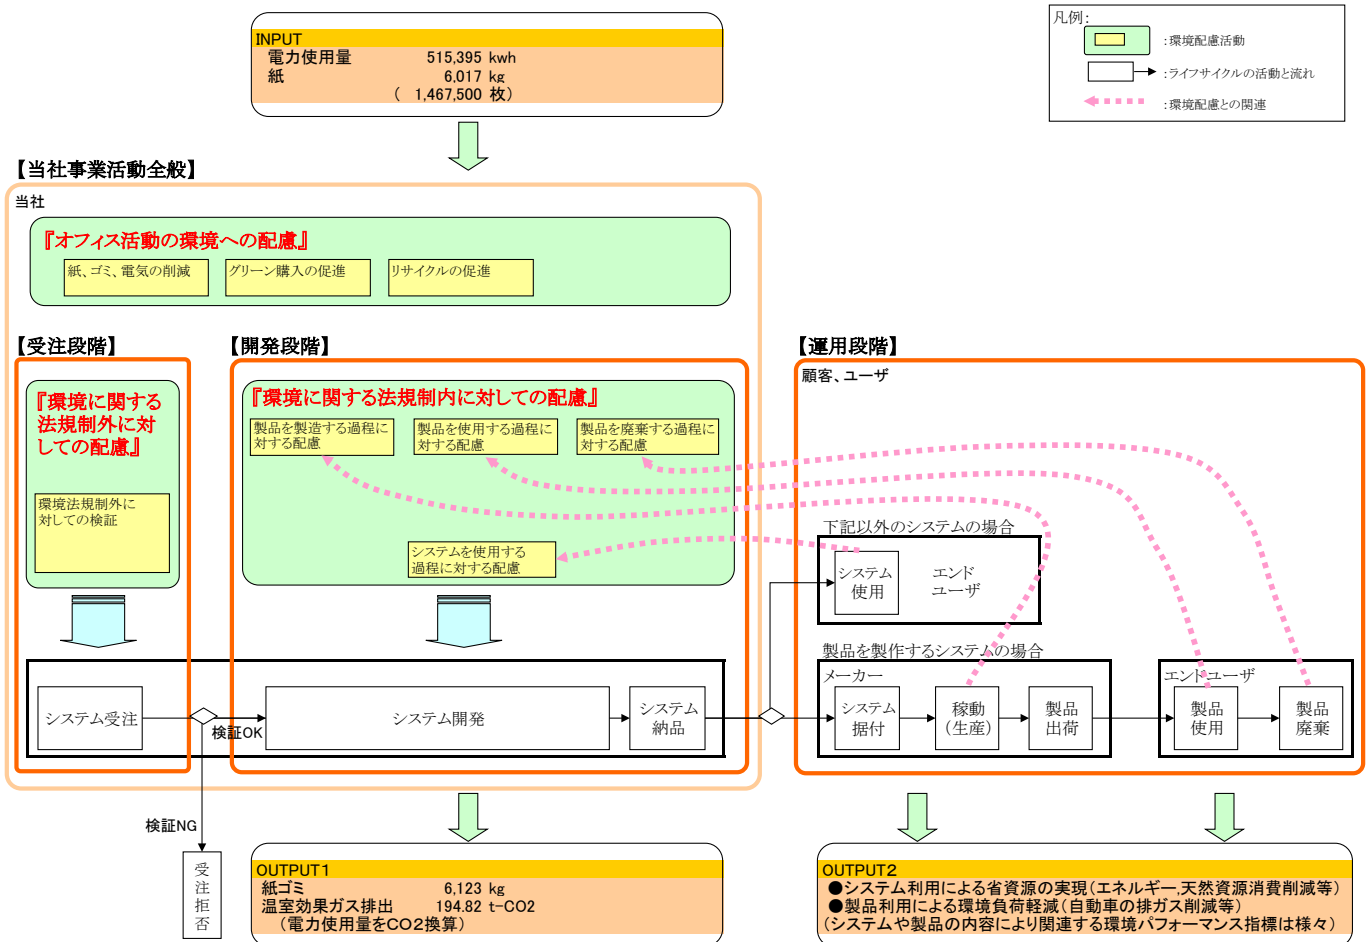 INPUT
電力使用量 515,395 kwh
紙 6,017 kg
( 1,467,500 枚)
凡例:
:環境配慮活動
:ライフサイクルの活動と流れ
:環境配慮との関連
【当社事業活動全般】
当社
『オフィス活動の環境への配慮』
紙、ゴミ、電気の削減
グリーン購入の促進
リサイクルの促進
【受注段階】
【開発段階】
【運用段階】
顧客、ユーザ
『環境に関する
法規制外に対
しての配慮』
環境法規制外に
対しての検証
『環境に関する法規制内に対しての配慮』
製品を製造する過程に
対する配慮
製品を使用する過程に
対する配慮
製品を廃棄する過程に
対する配慮
システムを使用する
過程に対する配慮
下記以外のシステムの場合
システム
使用
エンド
ユーザ
製品を製作するシステムの場合
メーカー
エンドユーザ
システム受注
検証OK
システム開発
システム
納品
システム
据付
稼動
(生産)
製品
出荷
製品
使用
製品
廃棄
検証NG
受
注
拒
否
OUTPUT1
紙ゴミ 6,123 kg
温室効果ガス排出 194.82 t-CO2
(電力使用量をCO2換算)
OUTPUT2
●システム利用による省資源の実現(エネルギー,天然資源消費削減等)
●製品利用による環境負荷軽減(自動車の排ガス削減等)
(システムや製品の内容により関連する環境パフォーマンス指標は様々)